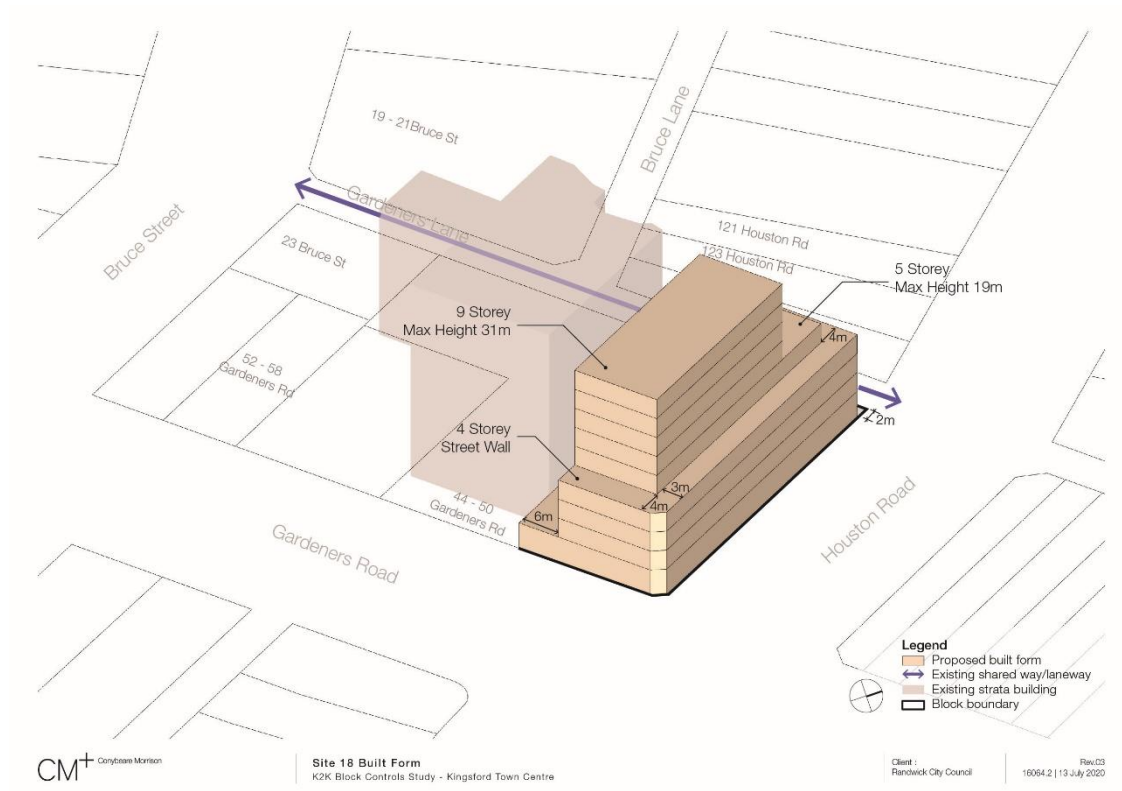 19 - 21Bruce St
Bruce Lane
Gardeners Lane
Bruce Street
23 Bruce St
121 Houston Rd
123 Houston Rd
5 Storey
Max Height 19m
4m
9 Storey
Max Height 31m
52 - 58
Gardeners Rd
2m
4 Storey
Street Wall
3m
4m
6m
44 - 50
Gardeners Rd
Houston Road
Gardeners Road
Legend
Proposed built form
Existing shared way/laneway
Existing strata building
Block boundary
CM+ Conybeare Morrison
Site 18 Built Form
K2K Block Controls Study - Kingsford Town Centre
Client :
Randwick City Council
Rev.03
16064.2 | 13 July 2020